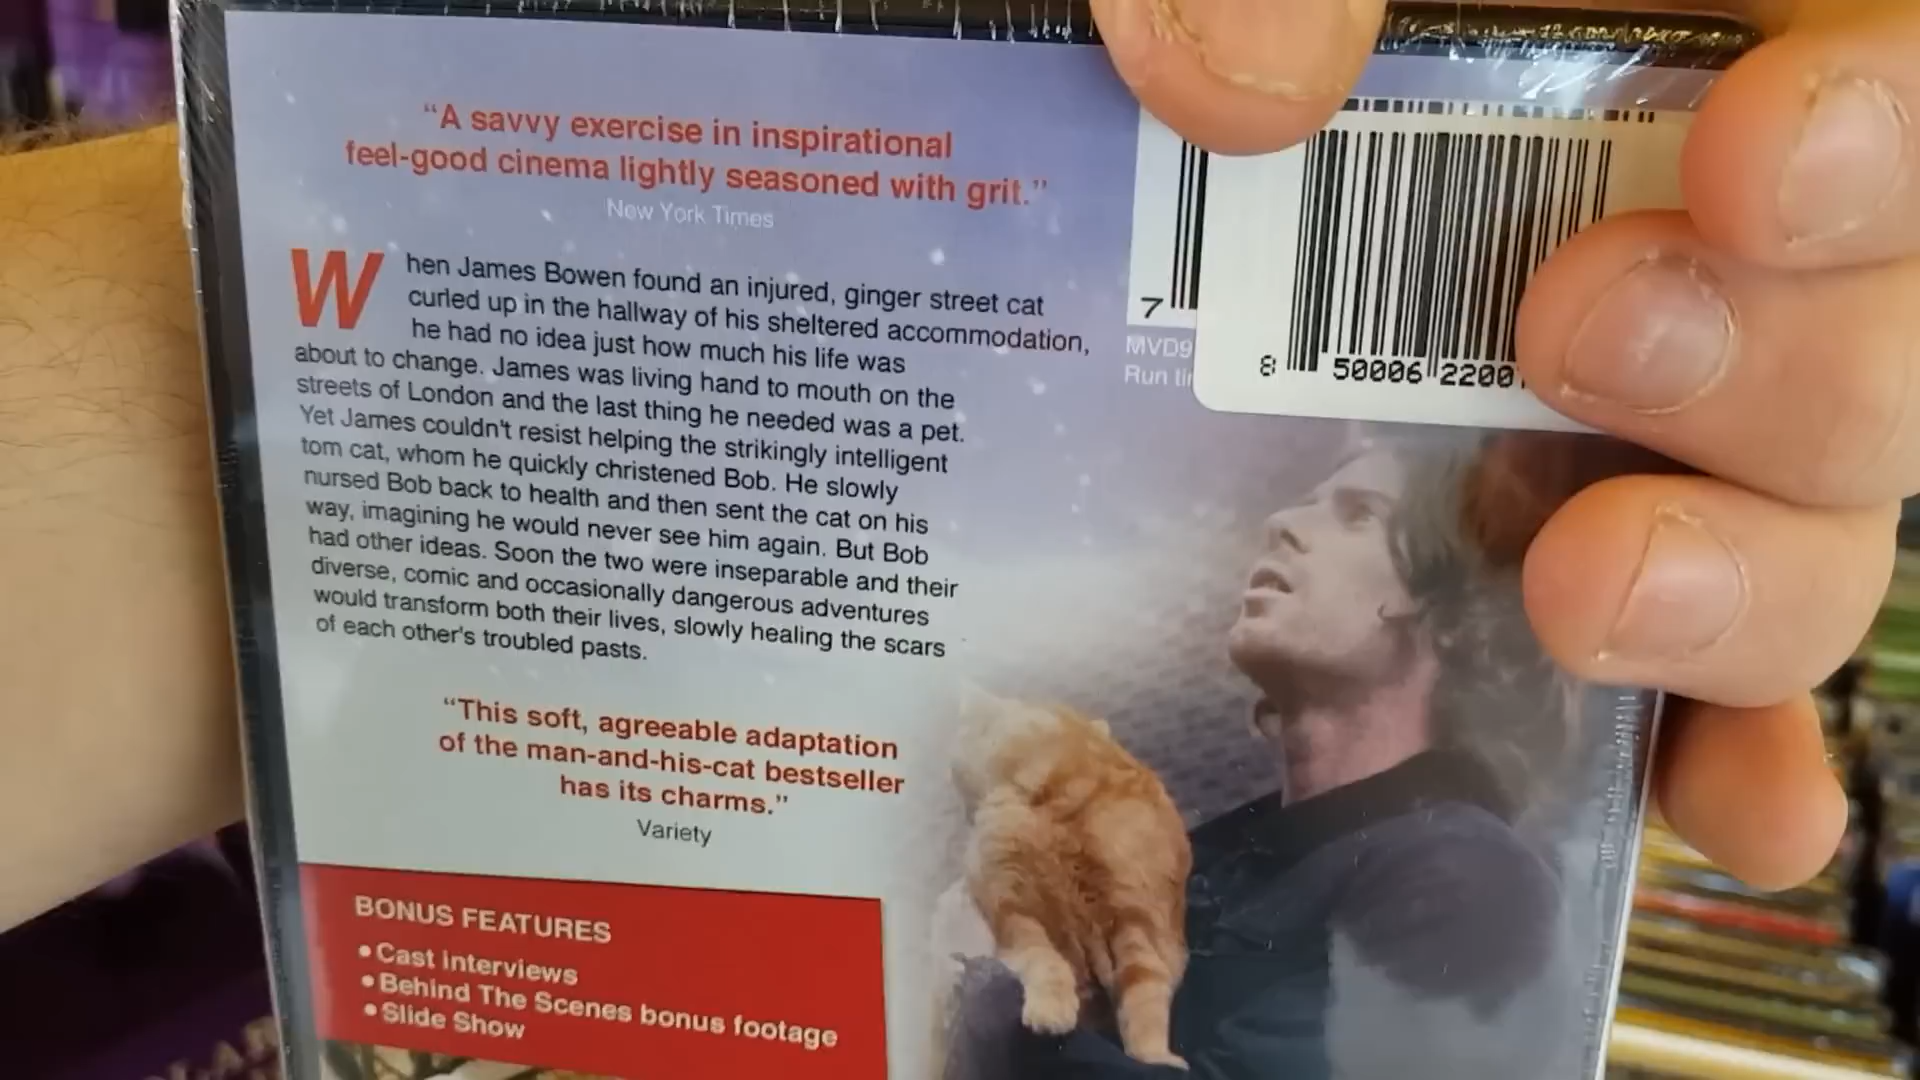 “A savvy exercise in inspirational
feel-good cinema lightly seasoned with grit.”
New York Times
When James Bowen found an injured, ginger street cat
curled up in the hallway of his sheltered accommodation,
he had no idea just how much his life was
about to change. James was living hand to mouth on the
streets of London and the last thing he needed was a pet.
Yet James couldn't resist helping the strikingly intelligent
tom cat, whom he quickly christened Bob. He slowly
nursed Bob back to health and then sent the cat on his
way, imagining he would never see him again. But Bob
had other ideas. Soon the two were inseparable and their
diverse, comic and occasionally dangerous adventures
would transform both their lives, slowly healing the scars
of each other's troubled pasts.
“This soft, agreeable adaptation
of the man-and-his-cat bestseller
has its charms.”
Variety
BONUS FEATURES
• Cast interviews
• Behind The Scenes bonus footage
• Slide Show
7
MVD9
Run
8 50006 2200